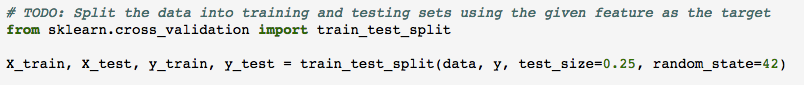 # TODO: Split the data into training and testing sets using the given feature as the target
from sklearn.cross_validation import train_test_split
X_train, X_test, y_train, y_test = train_test_split(data, y, test_size=0.25, random_state=42)